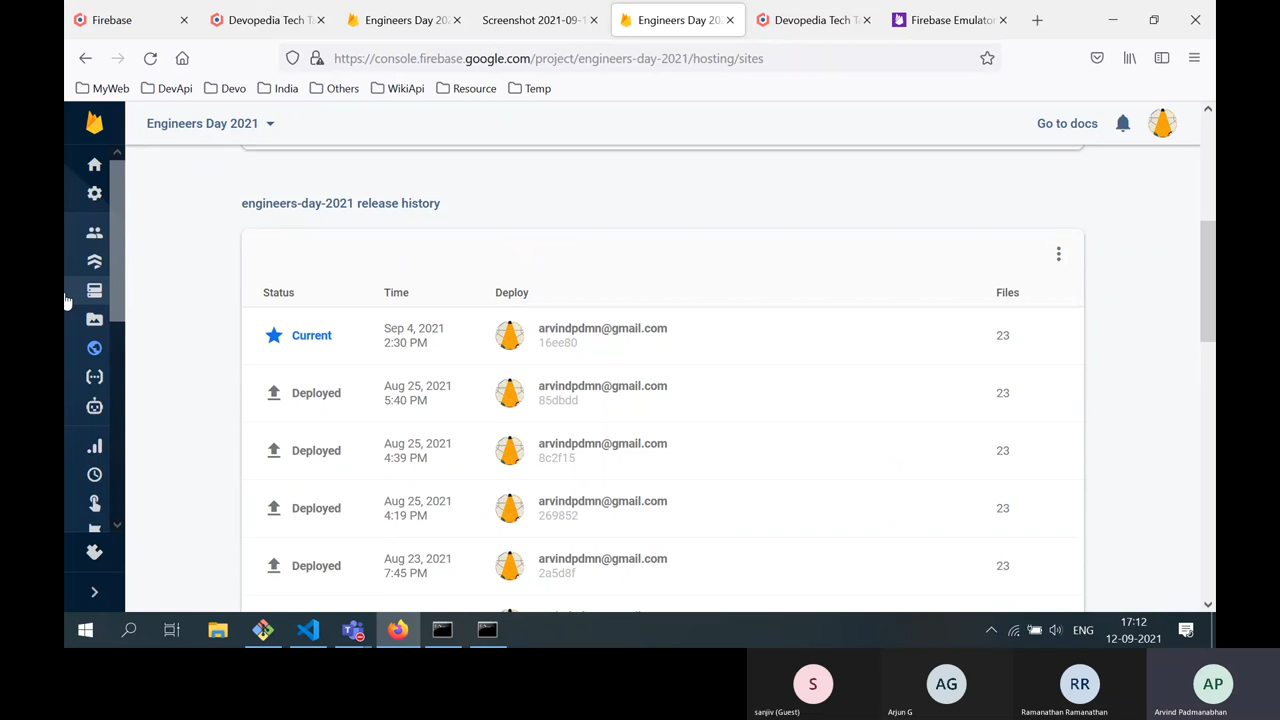 Firebase
Devopedia Tech T
Engineers Day 202
Screenshot 2021-09-1
Engineers Day 202
Devopedia Tech T
Firebase Emulator
https://console.firebase.google.com/project/engineers-day-2021/hosting/sites
MyWeb DevApi Devo India Others WikiApi Resource Temp
Engineers Day 2021
Go to docs
engineers-day-2021 release history
Status Time Deploy Files
Current Sep 4, 2021 arvindpdmn@gmail.com 23
2:30 PM 16ee80
Deployed Aug 25, 2021 arvindpdmn@gmail.com 23
5:40 PM 85dbdd
Deployed Aug 25, 2021 arvindpdmn@gmail.com 23
4:39 PM 8c2f15
Deployed Aug 25, 2021 arvindpdmn@gmail.com 23
4:19 PM 269852
Deployed Aug 23, 2021 arvindpdmn@gmail.com 23
7:45 PM 2a5d8f
ENG
17:12
12-09-2021
S
AG
RR
AP
sanjiv (Guest)
Arjun G
Ramanathan Ramanathan
Arvind Padmanabhan